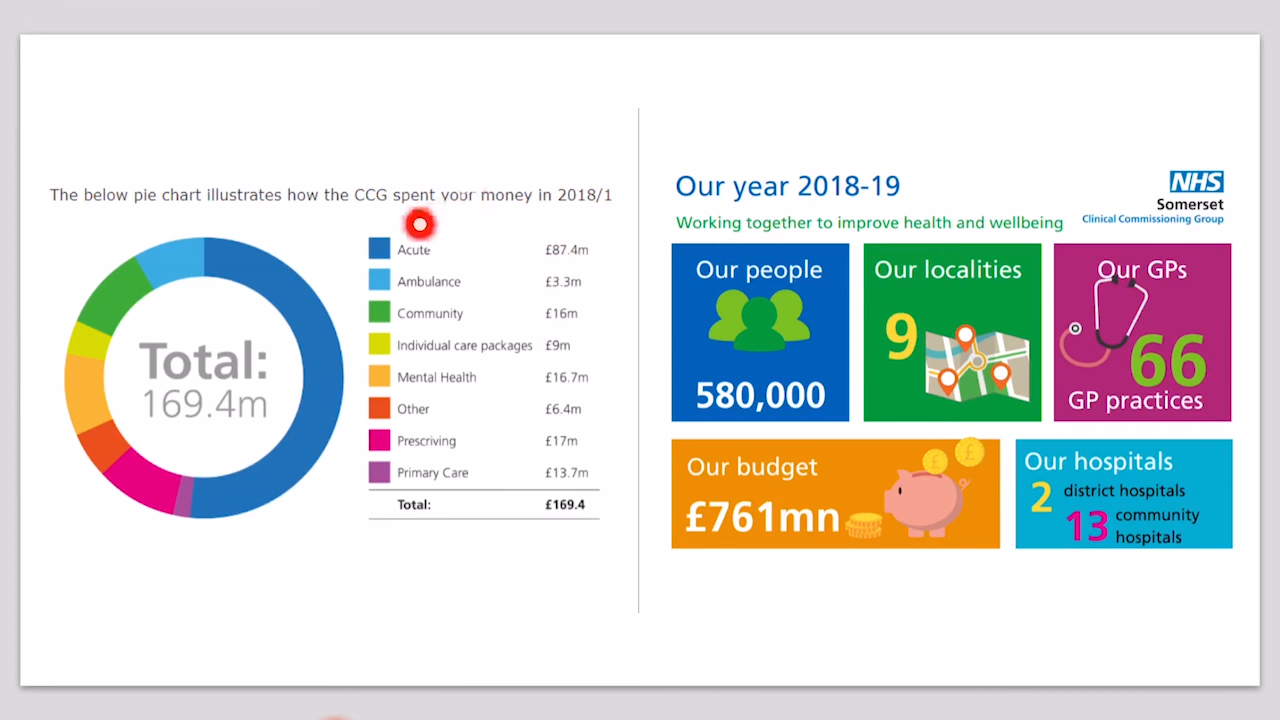 The below pie chart illustrates how the CCG spent your money in 2018/1
Acute £87.4m
Ambulance £3.3m
Community £16m
Individual care packages £9m
Mental Health £16.7m
Other £6.4m
Prescriving £17m
Primary Care £13.7m
Total: £169.4
Total:
169.4m
Our year 2018-19
NHS
Somerset
Clinical Commissioning Group
Working together to improve health and wellbeing
Our people
580,000
Our localities
9
Our GPs
66
GP practices
Our budget
£761mn
£
£
Our hospitals
2 district hospitals
13 community
hospitals